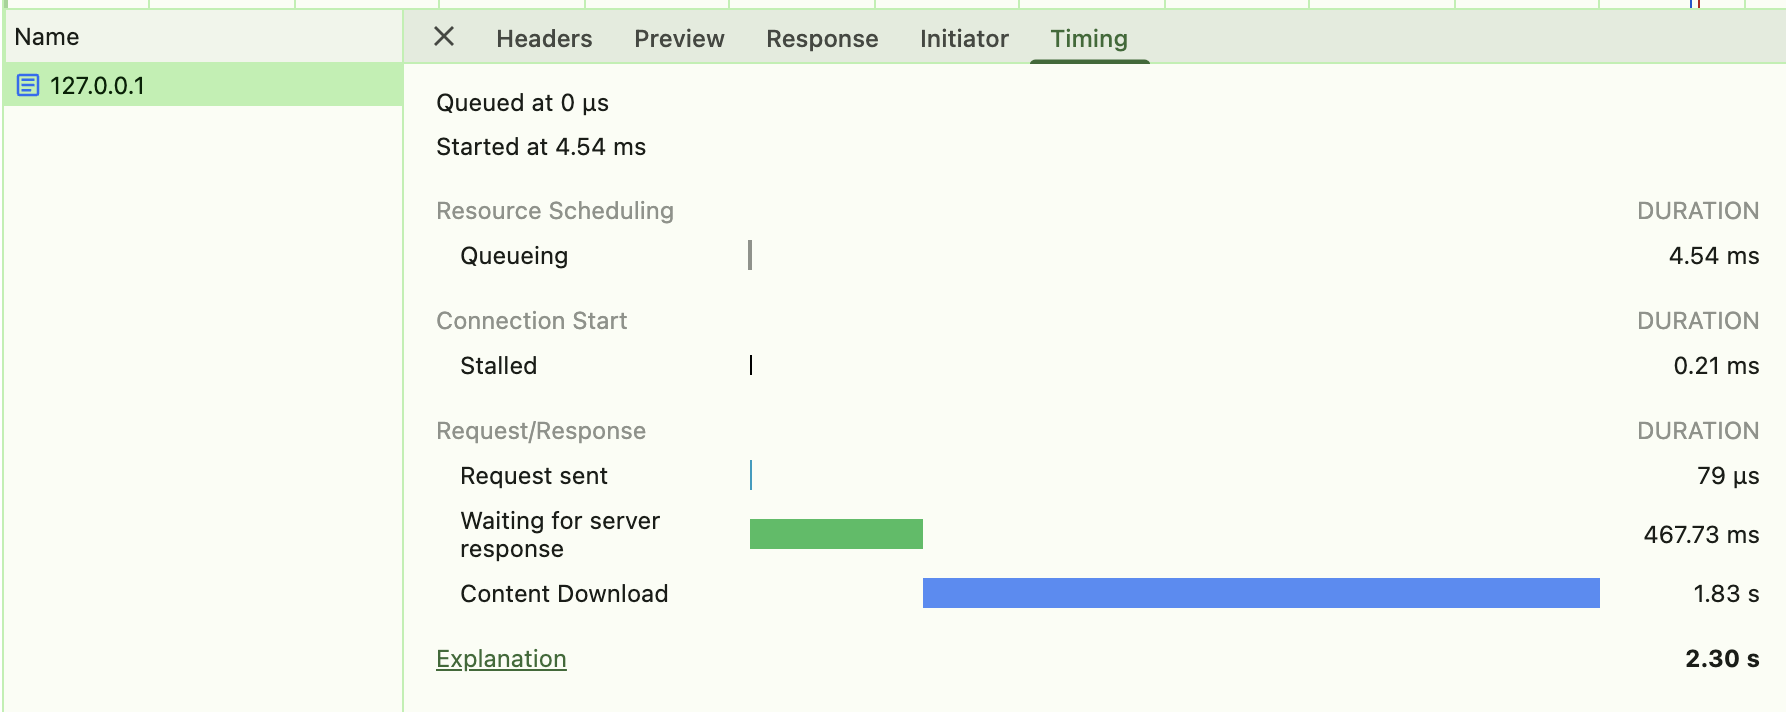 Name
Headers Preview Response Initiator Timing
127.0.0.1
Queued at 0 μs
Started at 4.54 ms
Resource Scheduling DURATION
Queueing 4.54 ms
Connection Start DURATION
Stalled 0.21 ms
Request/Response DURATION
Request sent 79 μs
Waiting for server
response 467.73 ms
Content Download 1.83 s
Explanation 2.30 s